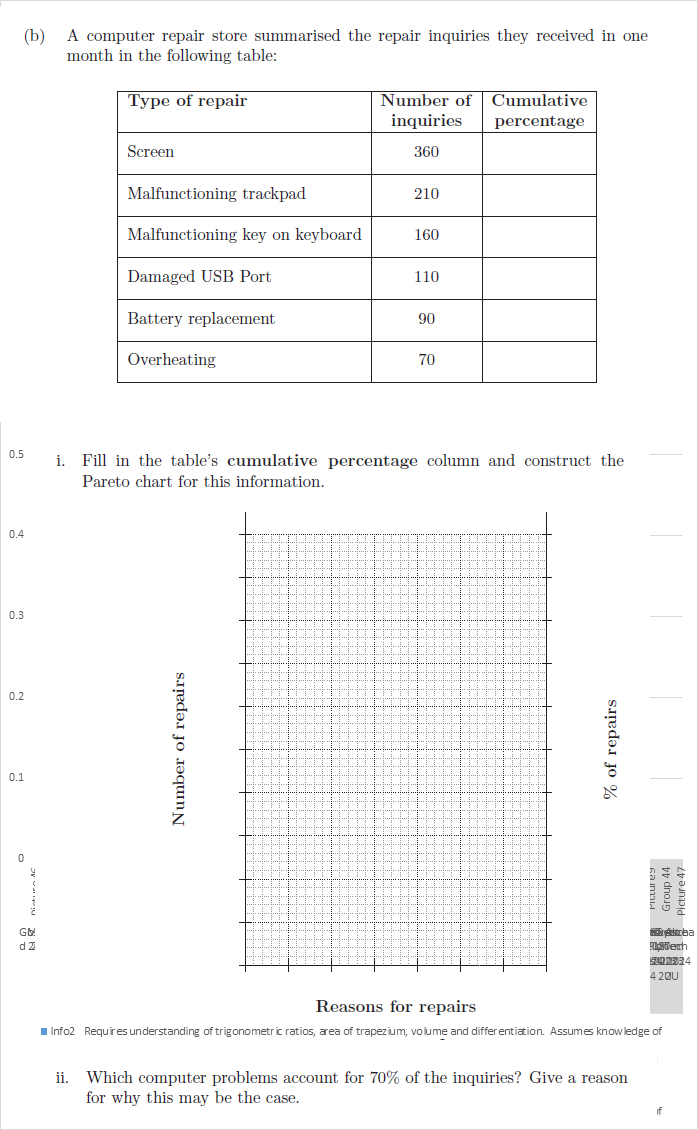 (b) A computer repair store summarised the repair inquiries they received in one
month in the following table:
Type of repair Number of inquiries Cumulative percentage
Screen 360
Malfunctioning trackpad 210
Malfunctioning key on keyboard 160
Damaged USB Port 110
Battery replacement 90
Overheating 70
0.5
i. Fill in the table's cumulative percentage column and construct the
Pareto chart for this information.
0.4
0.3
0.2
0.1
0
Number of repairs
% of repairs
Group 44
Picture 47
Reasons for repairs
Info2 Requires understanding of trigonometric ratios, area of trapezium, volume and differentiation. Assumes knowledge of
ii. Which computer problems account for 70% of the inquiries? Give a reason
for why this may be the case.